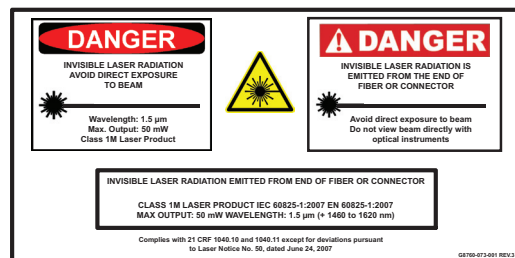 DANGER
INVISIBLE LASER RADIATION
AVOID DIRECT EXPOSURE
TO BEAM
Wavelength: 1.5 µm
Max. Output: 50 mW
Class 1M Laser Product
DANGER
INVISIBLE LASER RADIATION IS
EMITTED FROM THE END OF
FIBER OR CONNECTOR
Avoid direct exposure to beam
Do not view beam directly with
optical instruments
INVISIBLE LASER RADIATION EMITTED FROM END OF FIBER OR CONNECTOR
CLASS 1M LASER PRODUCT IEC 60825-1:2007 EN 60825-1:2007
MAX OUTPUT: 50 mW WAVELENGTH: 1.5 µm (+ 1460 to 1620 nm)
Complies with 21 CRF 1040.10 and 1040.11 except for deviations pursuant
to Laser Notice No. 50, dated June 24, 2007
G8760-073-001 REV.3